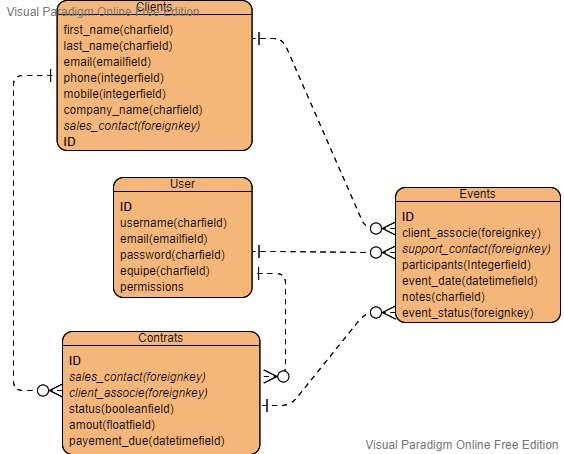 Visual Paradigm Online Free Edition
Clients
first_name(charfield)
last_name(charfield)
email(emailfield)
phone(integerfield)
mobile(integerfield)
company_name(charfield)
sales_contact(foreignkey)
ID
User
ID
username(charfield)
email(emailfield)
password(charfield)
equipe(charfield)
permissions
Events
ID
client_associe(foreignkey)
support_contact(foreignkey)
participants(Integerfield)
event_date(datetimefield)
notes(charfield)
event_status(foreignkey)
Contrats
ID
sales_contact(foreignkey)
client_associe(foreignkey)
status(booleanfield)
amout(floatfield)
payement_due(datetimefield)
Visual Paradigm Online Free Edition